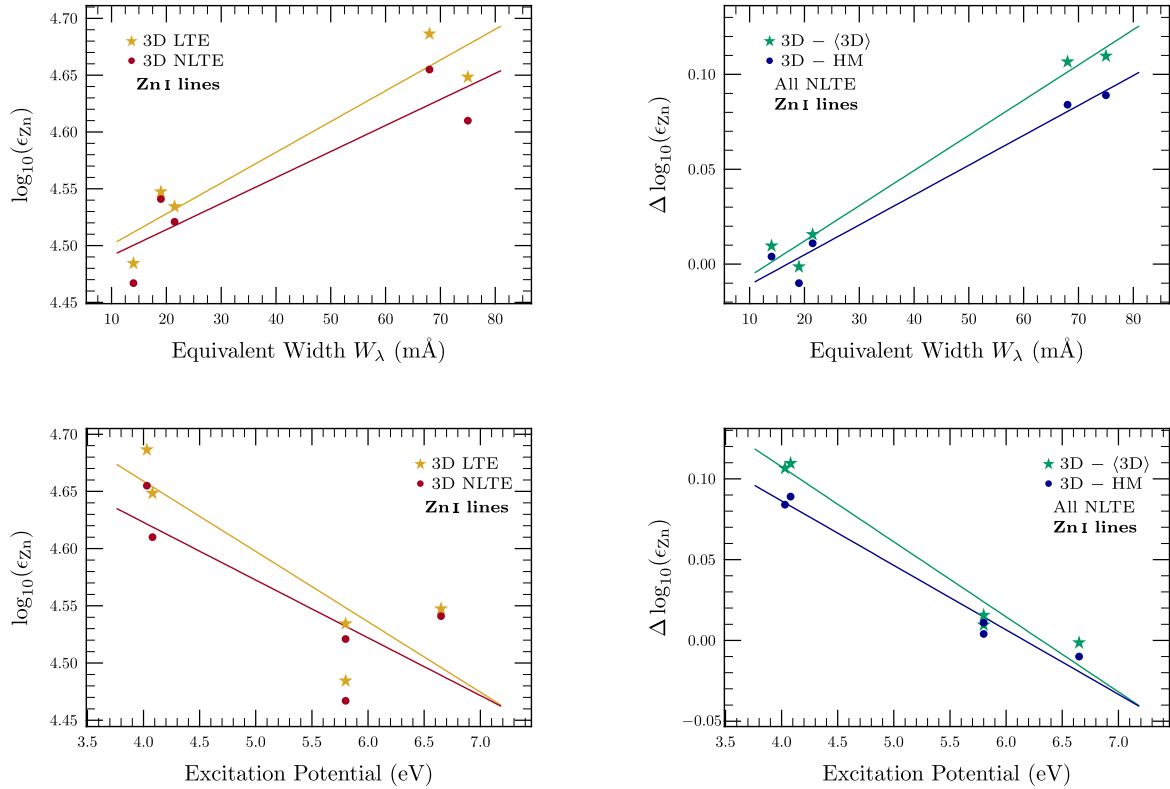 4.70
4.65
4.60
4.55
4.50
4.45
log₁₀(ϵ_Zn)
★ 3D LTE
● 3D NLTE
Zn I lines
10 20 30 40 50 60 70 80
Equivalent Width W_λ (mÅ)
0.10
0.05
0.00
Δ log₁₀(ϵ_Zn)
★ 3D − ⟨3D⟩
● 3D − HM
All NLTE
Zn I lines
10 20 30 40 50 60 70 80
Equivalent Width W_λ (mÅ)
4.70
4.65
4.60
4.55
4.50
4.45
log₁₀(ϵ_Zn)
★ 3D LTE
● 3D NLTE
Zn I lines
3.5 4.0 4.5 5.0 5.5 6.0 6.5 7.0
Excitation Potential (eV)
0.10
0.05
0.00
−0.05
Δ log₁₀(ϵ_Zn)
★ 3D − ⟨3D⟩
● 3D − HM
All NLTE
Zn I lines
3.5 4.0 4.5 5.0 5.5 6.0 6.5 7.0
Excitation Potential (eV)